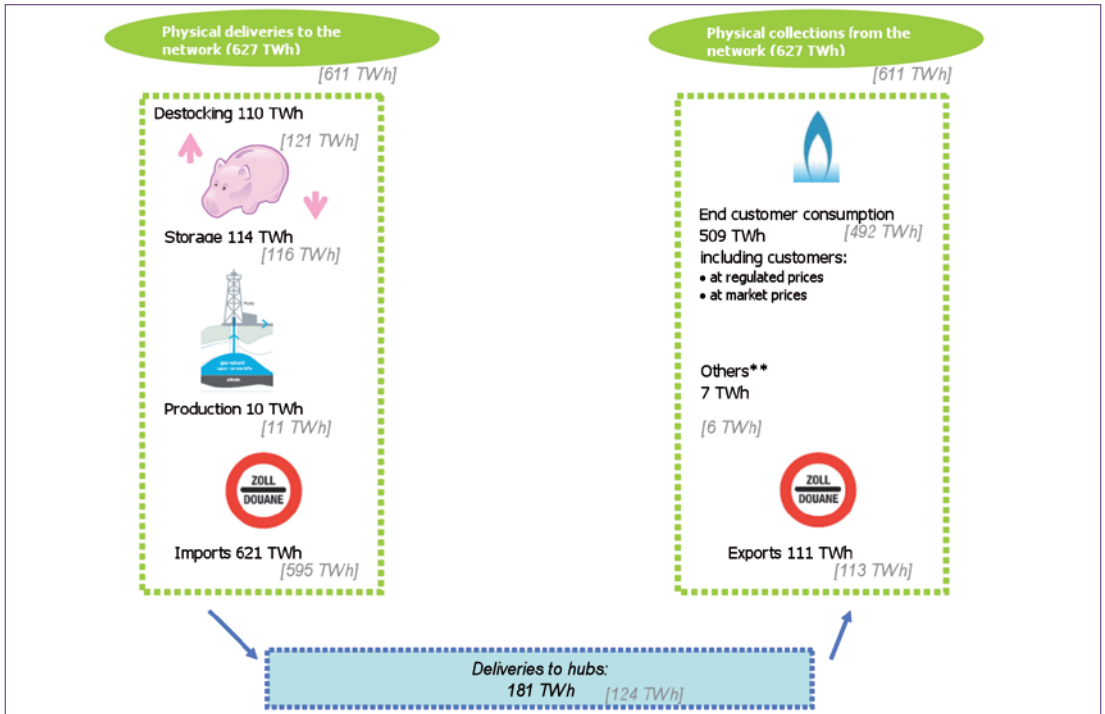 Physical deliveries to the
network (627 TWh)
[611 TWh]
Destocking 110 TWh
[121 TWh]
Storage 114 TWh
[116 TWh]
Production 10 TWh
[11 TWh]
ZOLL
DOUANE
Imports 621 TWh
[595 TWh]
Physical collections from the
network (627 TWh)
[611 TWh]
End customer consumption
509 TWh
[492 TWh]
including customers:
• at regulated prices
• at market prices
Others**
7 TWh
[6 TWh]
ZOLL
DOUANE
Exports 111 TWh
[113 TWh]
Deliveries to hubs:
181 TWh [124 TWh]